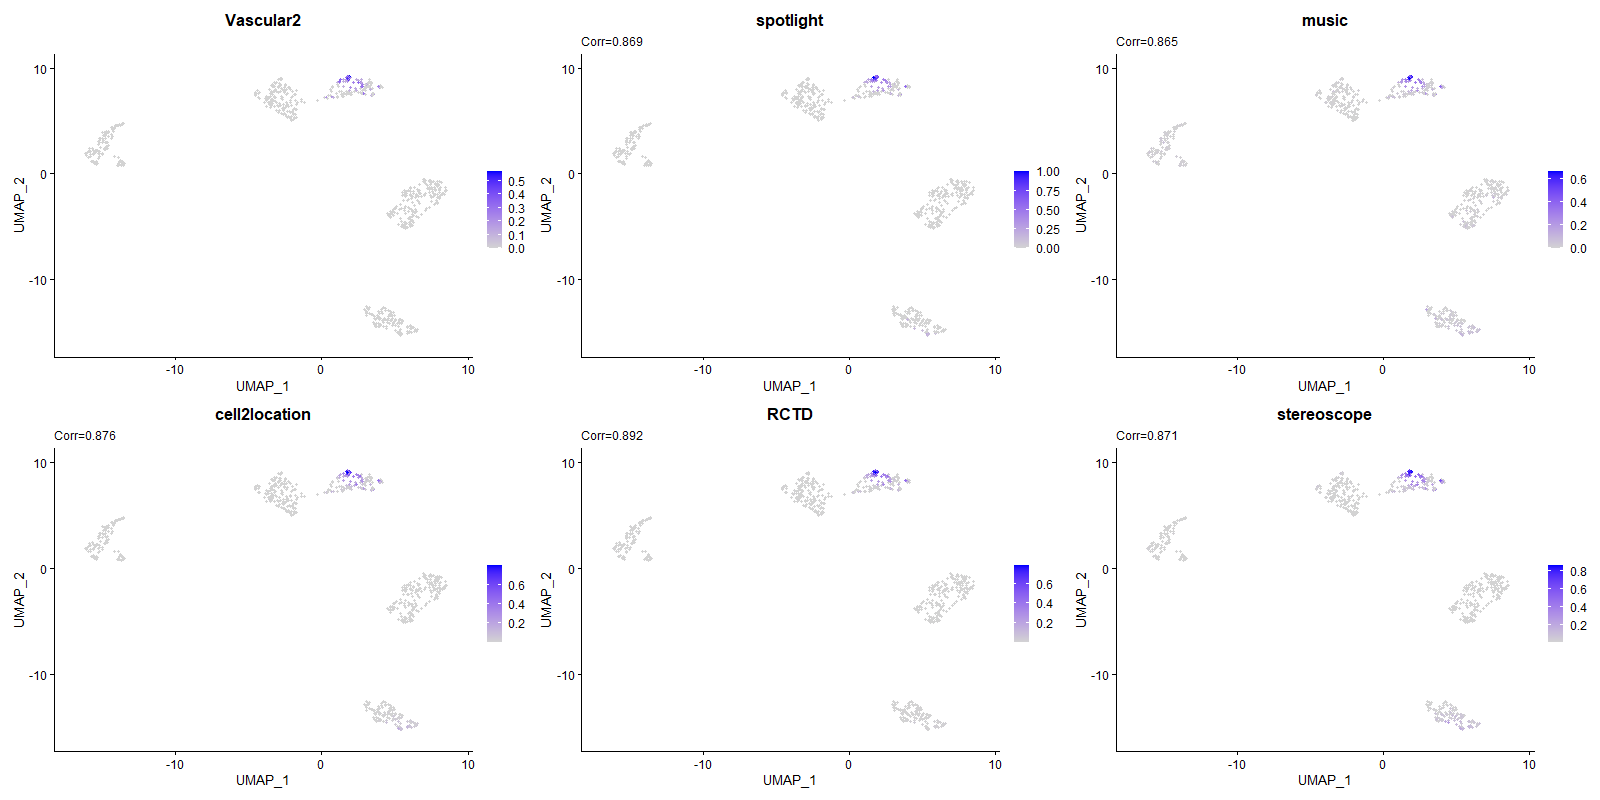 Vascular2
10
0
-10
UMAP_2
-10
0
10
UMAP_1
0.5
0.4
0.3
0.2
0.1
0.0
spotlight
Corr=0.869
10
0
-10
UMAP_2
-10
0
10
UMAP_1
1.00
0.75
0.50
0.25
0.00
music
Corr=0.865
10
0
-10
UMAP_2
-10
0
10
UMAP_1
0.6
0.4
0.2
0.0
cell2location
Corr=0.876
10
0
-10
UMAP_2
-10
0
10
UMAP_1
0.6
0.4
0.2
RCTD
Corr=0.892
10
0
-10
UMAP_2
-10
0
10
UMAP_1
0.6
0.4
0.2
stereoscope
Corr=0.871
10
0
-10
UMAP_2
-10
0
10
UMAP_1
0.8
0.6
0.4
0.2